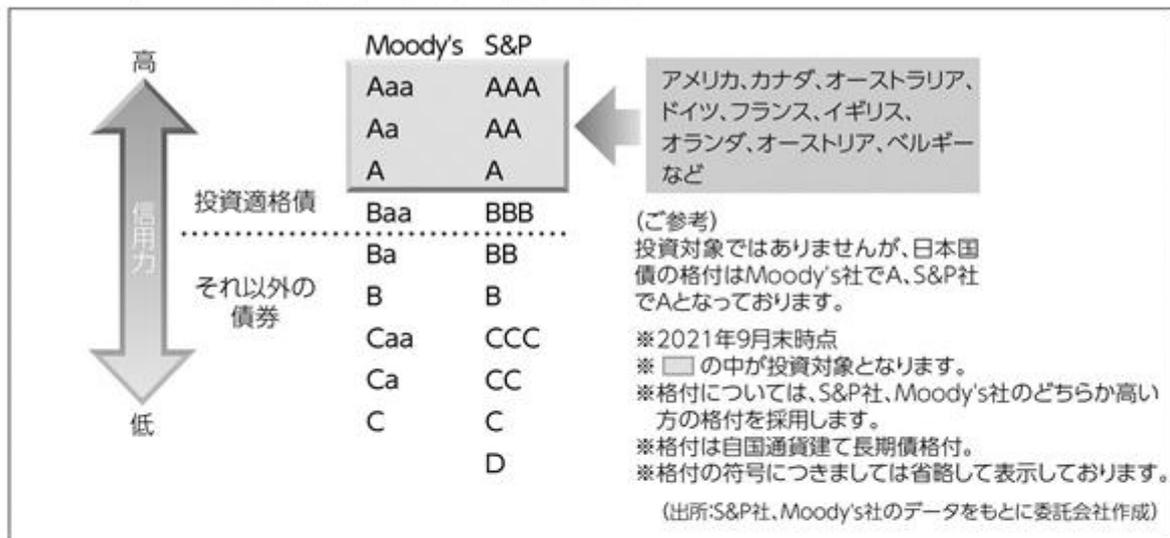 高
信用力
低
投資適格債
それ以外の
債券
Moody's S&P
Aaa AAA
Aa AA
A A
Baa BBB
Ba BB
B B
Caa CCC
Ca CC
C C
D
アメリカ、カナダ、オーストラリア、
ドイツ、フランス、イギリス、
オランダ、オーストリア、ベルギー
など
(ご参考)
投資対象ではありませんが、日本国
債の格付はMoody's社でA、S&P社
でAとなっております。
※2021年9月末時点
※ の中が投資対象となります。
※格付については、S&P社、Moody's社のどちらか高い
方の格付を採用します。
※格付は自国通貨建て長期債格付。
※格付の符号につきましては省略して表示しております。
(出所:S&P社、Moody's社のデータをもとに委託会社作成)